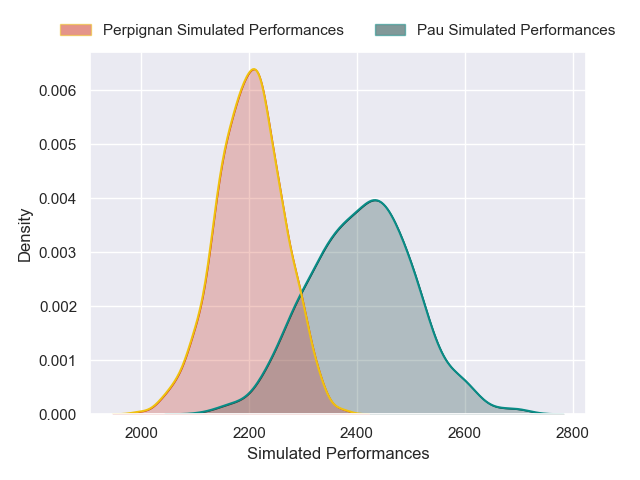 Perpignan Simulated Performances Pau Simulated Performances
0.006
0.005
0.004
0.003
0.002
0.001
0.000
Density
2000 2200 2400 2600 2800
Simulated Performances